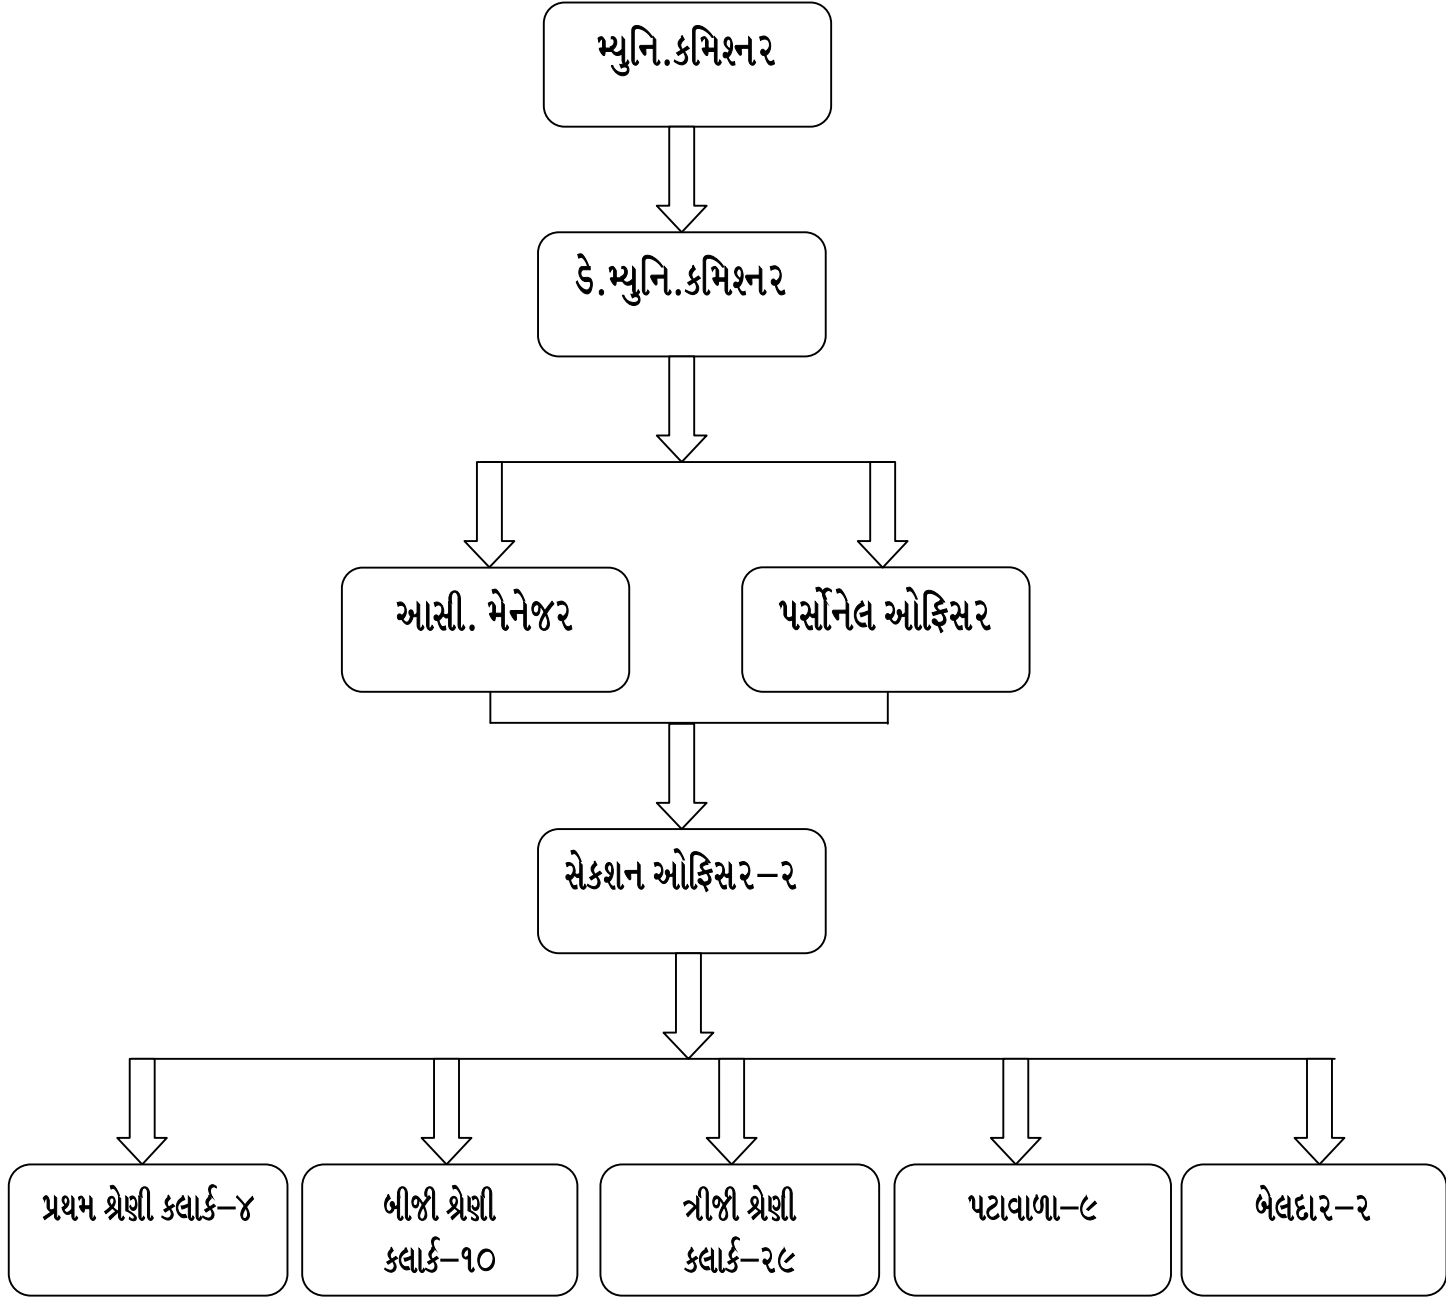 મ્યુનિ.કમિશ્નર
ડે.મ્યુનિ.કમિશ્નર
આસી. મેનેજર
પર્સોનેલ ઓફિસર
સેકશન ઓફિસર–ર
પ્રથમ શ્રેણી કલાર્ક–૪
બીજી શ્રેણી
કલાર્ક–૧૦
ત્રીજી શ્રેણી
કલાર્ક–ર૯
પટાવાળા–૯
બેલદાર–ર